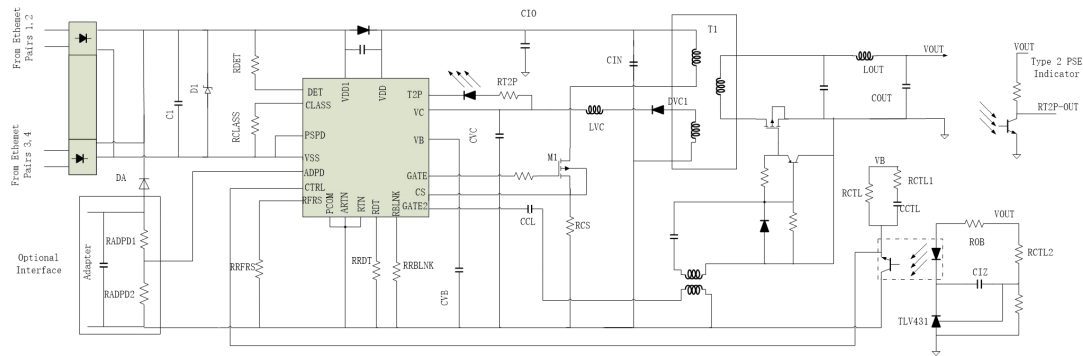 From Ethemet
Pairs 1, 2
From Ethemet
Pairs 3, 4
C1
D1
RDET
RCLASS
DET
CLASS
PSPD
VSS
ADPD
CTRL
RFRS
VDD1
VDD
T2P
VC
VB
GATE
CS
GATE2
PCOM
ARTN
RTN
RDT
RBLNK
CIO
RT2P
CVC
LVC
DVC1
CIN
T1
M1
RCS
CCL
CVB
RRFRS
RRDT
RRBLNK
DA
Optional
Interface
Adapter
RADPD1
RADPD2
LOUT
VOUT
COUT
VOUT
Type 2 PSE
Indicator
RT2P-OUT
VB
RCTL
RCTL1
CCTL
VOUT
ROB
RCTL2
CIZ
TLV431